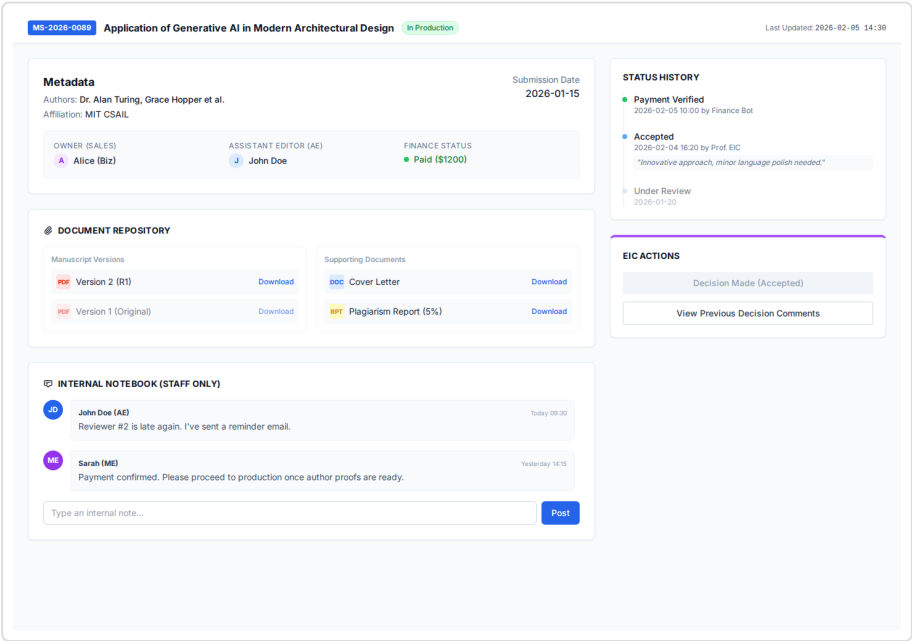 MS-2026-0089 Application of Generative AI in Modern Architectural Design In Production Last Updated: 2026-02-05 14:30
Metadata
Authors: Dr. Alan Turing, Grace Hopper et al.
Affiliation: MIT CSAIL
Submission Date
2026-01-15
OWNER (SALES)
A Alice (Biz)
ASSISTANT EDITOR (AE)
J John Doe
FINANCE STATUS
Paid ($1200)
DOCUMENT REPOSITORY
Manuscript Versions
PDF Version 2 (R1) Download
PDF Version 1 (Original) Download
Supporting Documents
DOC Cover Letter Download
RPT Plagiarism Report (5%) Download
INTERNAL NOTEBOOK (STAFF ONLY)
JD John Doe (AE) Today 09:30
Reviewer #2 is late again. I've sent a reminder email.
ME Sarah (ME) Yesterday 14:15
Payment confirmed. Please proceed to production once author proofs are ready.
Type an internal note... Post
STATUS HISTORY
Payment Verified
2026-02-05 10:00 by Finance Bot
Accepted
2026-02-04 16:20 by Prof. EIC
"Innovative approach, minor language polish needed."
Under Review
2026-01-20
EIC ACTIONS
Decision Made (Accepted)
View Previous Decision Comments